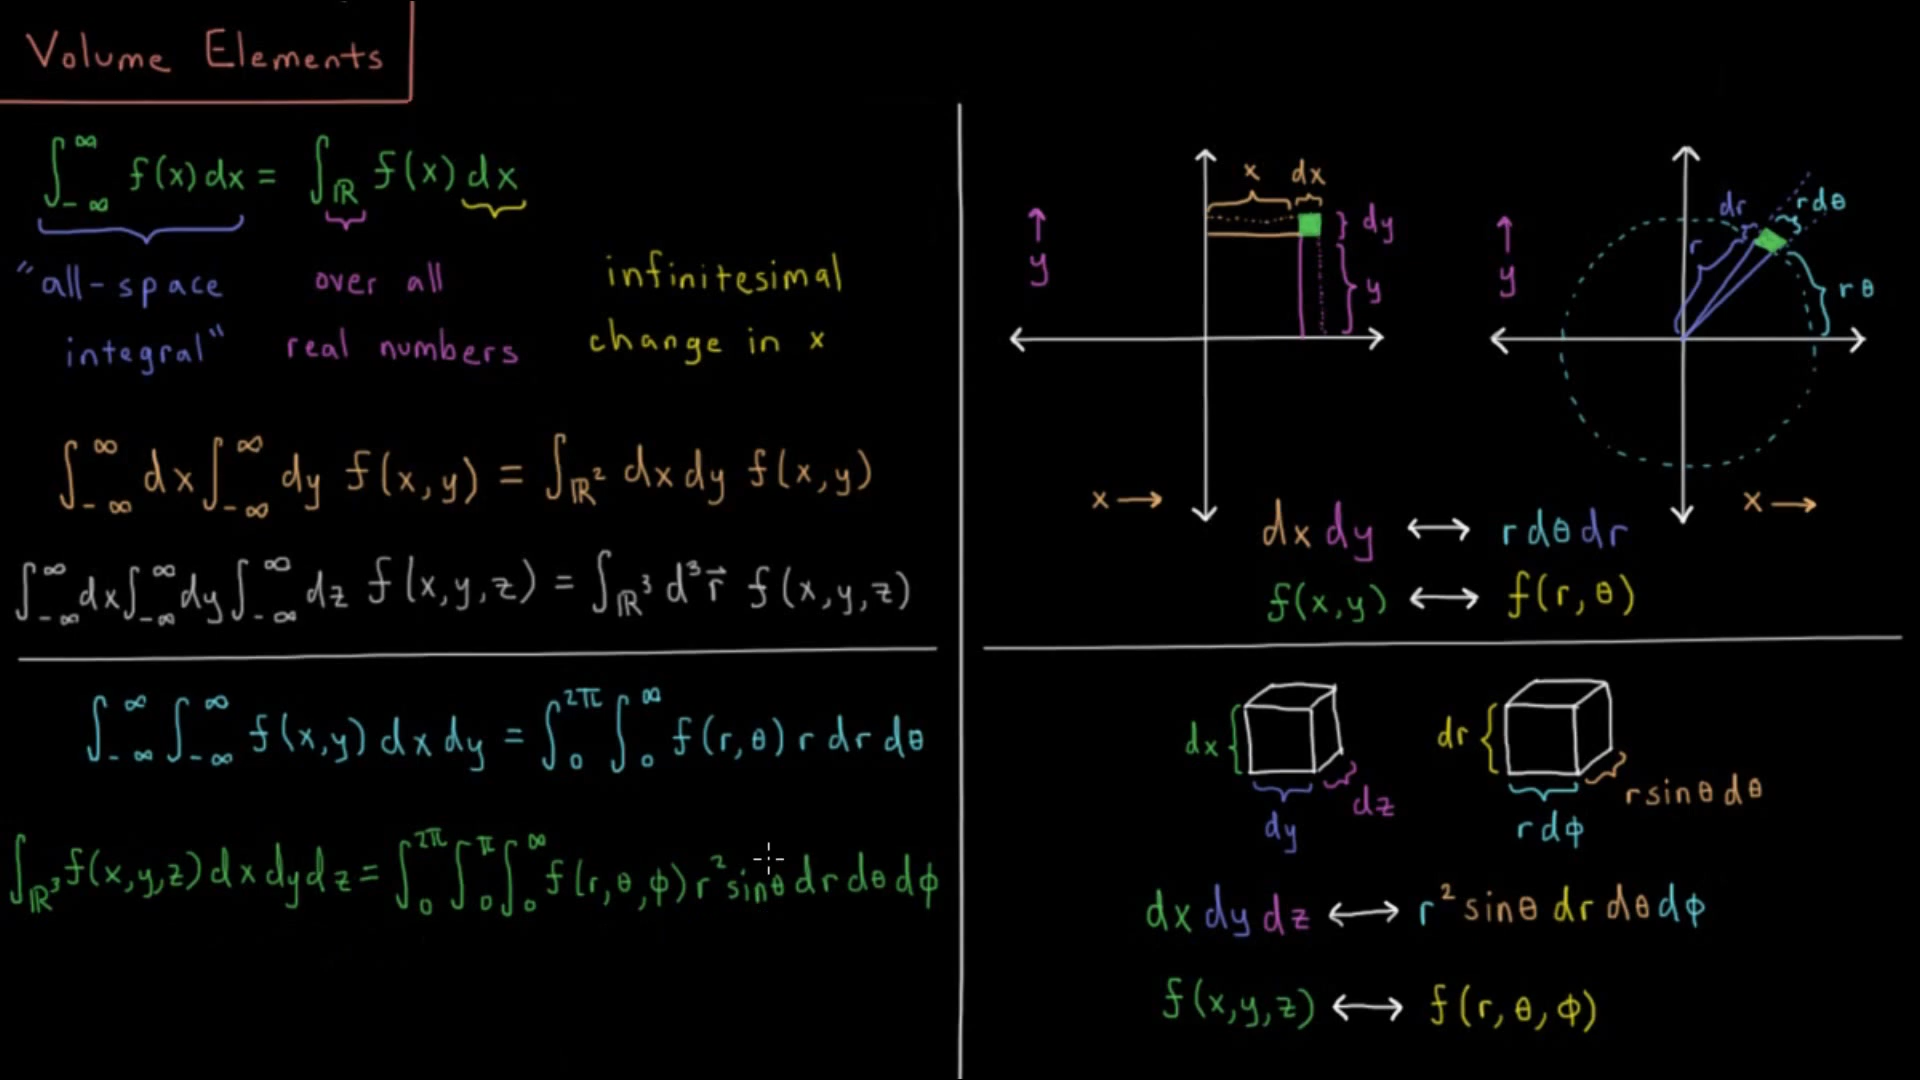 Volume Elements
∫_{-∞}^{∞} f(x) dx = ∫_ℝ f(x) dx
"all-space integral"
over all real numbers
infinitesimal change in x
∫_{-∞}^{∞} dx ∫_{-∞}^{∞} dy f(x,y) = ∫_{ℝ²} dx dy f(x,y)
∫_{-∞}^{∞} dx ∫_{-∞}^{∞} dy ∫_{-∞}^{∞} dz f(x,y,z) = ∫_{ℝ³} d³r⃗ f(x,y,z)
∫_{-∞}^{∞} ∫_{-∞}^{∞} f(x,y) dx dy = ∫_0^{2π} ∫_0^{∞} f(r,θ) r dr dθ
∫_{ℝ³} f(x,y,z) dx dy dz = ∫_0^{2π} ∫_0^{π} ∫_0^{∞} f(r,θ,φ) r² sinθ dr dθ dφ
x dx
dy
y
↑
y
x →
dr
r dθ
r
r θ
↑
y
x →
dx dy ↔ r dθ dr
f(x,y) ↔ f(r,θ)
dx
dy
dz
dr
r dφ
r sinθ dθ
dx dy dz ↔ r² sinθ dr dθ dφ
f(x,y,z) ↔ f(r,θ,φ)